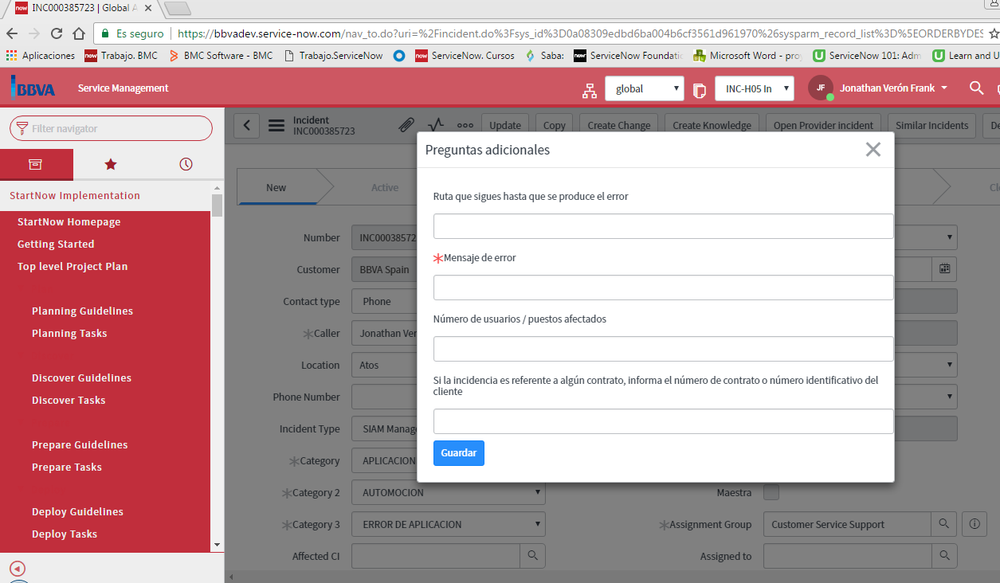 INC000385723 | Global A
Es seguro
https://bbvadev.service-now.com/nav_to.do?uri=%2Fincident.do%3Fsys_id%3D0a08309edbd6ba004b6cf3561d961970%26sysparm_record_list%3D%5EORDERBYDES
Aplicaciones
now Trabajo. BMC
BMC Software - BMC
Trabajo.ServiceNow
now ServiceNow. Cursos
Saba:
now ServiceNow Foundatio
Microsoft Word - pro
ServiceNow 101: Adm
Learn and U
BBVA
Service Management
global
INC-H05 In
JF
Jonathan Verón Frank
Filter navigator
StartNow Implementation
StartNow Homepage
Getting Started
Top level Project Plan
Planning Guidelines
Planning Tasks
Discover Guidelines
Discover Tasks
Prepare Guidelines
Prepare Tasks
Deploy Guidelines
Deploy Tasks
Incident
INC000385723
Update
Copy
Create Change
Create Knowledge
Open Provider incident
Similar Incidents
De
New
Active
Cl
Number
INC000385723
Customer
BBVA Spain
Contact type
Phone
Caller
Jonathan Ver
Location
Atos
Phone Number
Incident Type
SIAM Manag
Category
APLICACION
Category 2
AUTOMOCION
Category 3
ERROR DE APLICACION
Affected CI
Maestra
Assignment Group
Customer Service Support
Assigned to
Preguntas adicionales
Ruta que sigues hasta que se produce el error
Mensaje de error
Número de usuarios / puestos afectados
Si la incidencia es referente a algún contrato, informa el número de contrato o número identificativo del
cliente
Guardar